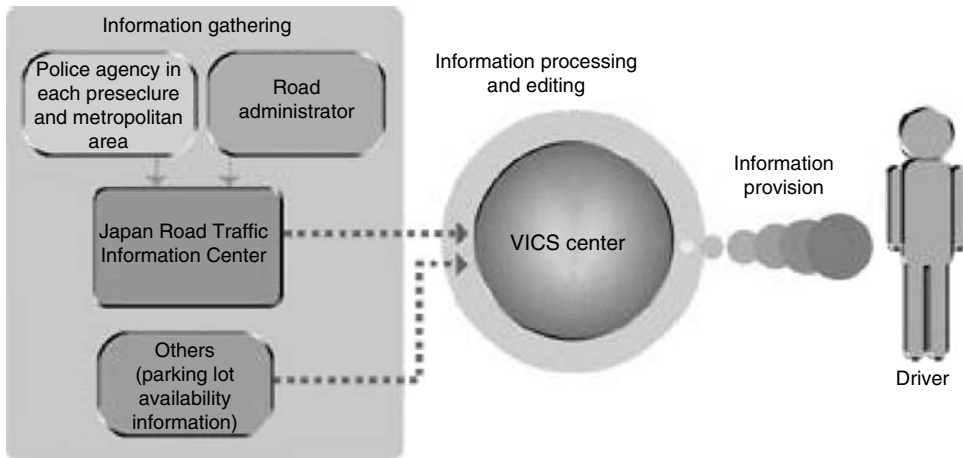 Information gathering
Police agency in
each preseclure
and metropolitan
area
Road
administrator
Japan Road Traffic
Information Center
Others
(parking lot
availability
information)
Information processing
and editing
VICS center
Information
provision
Driver